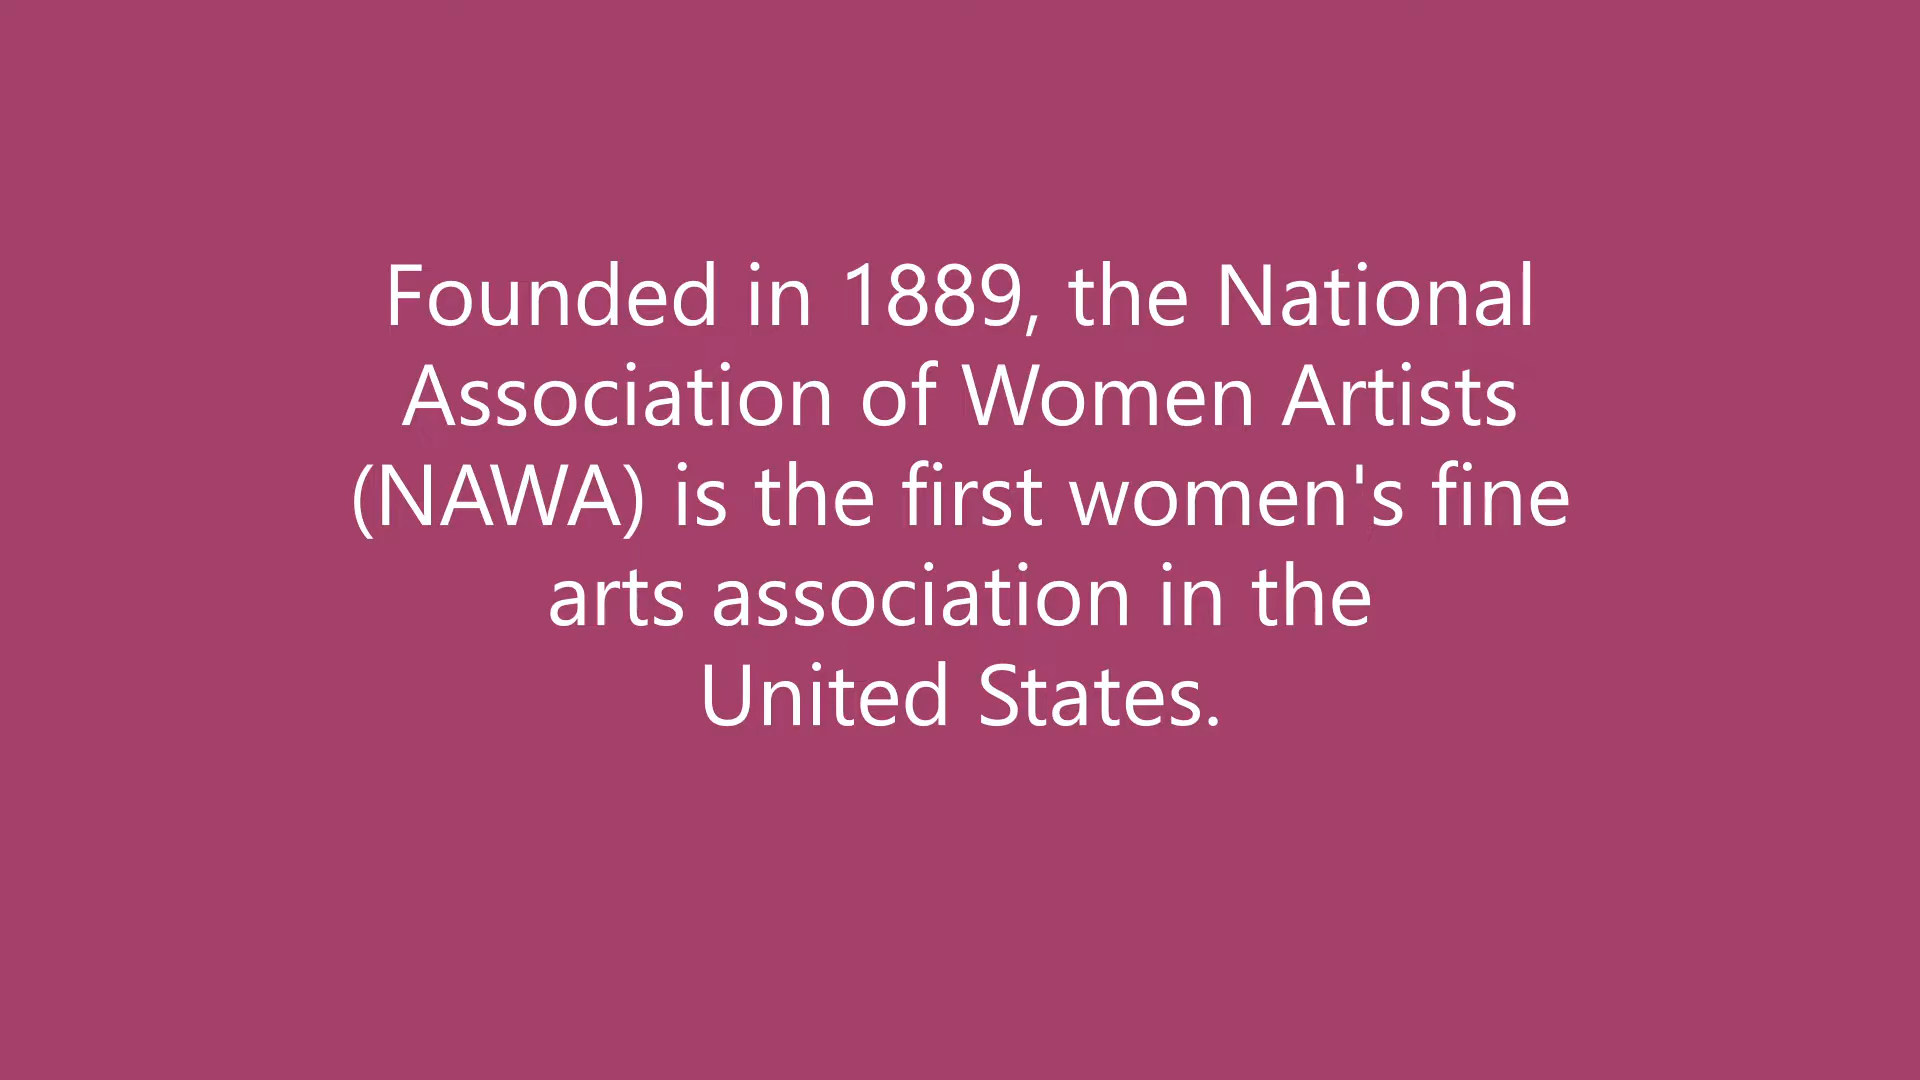 Founded in 1889, the National
Association of Women Artists
(NAWA) is the first women's fine
arts association in the
United States.